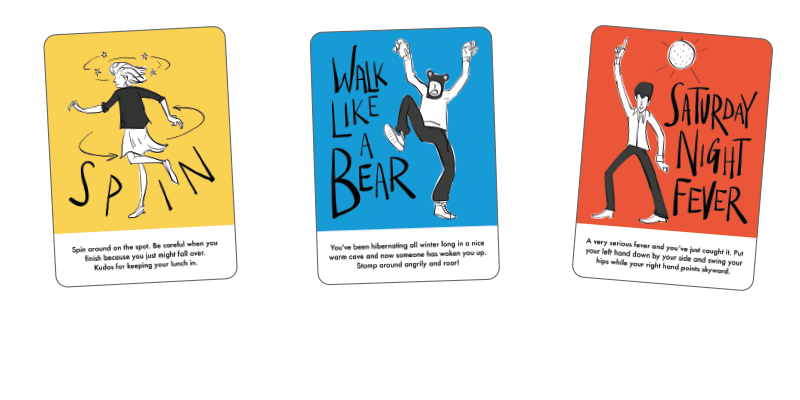 SPIN
Spin around on the spot. Be careful when you
finish because you just might fall over.
Kudos for keeping your lunch in.
WALK
LIKE
A
BEAR
You've been hibernating all winter long in a nice
warm cave and now someone has woken you up.
Stomp around angrily and roar!
SATURDAY
NIGHT
FEVER
A very serious fever and you've just caught it. Put
your left hand down by your side and swing your
hips while your right hand points skyward.